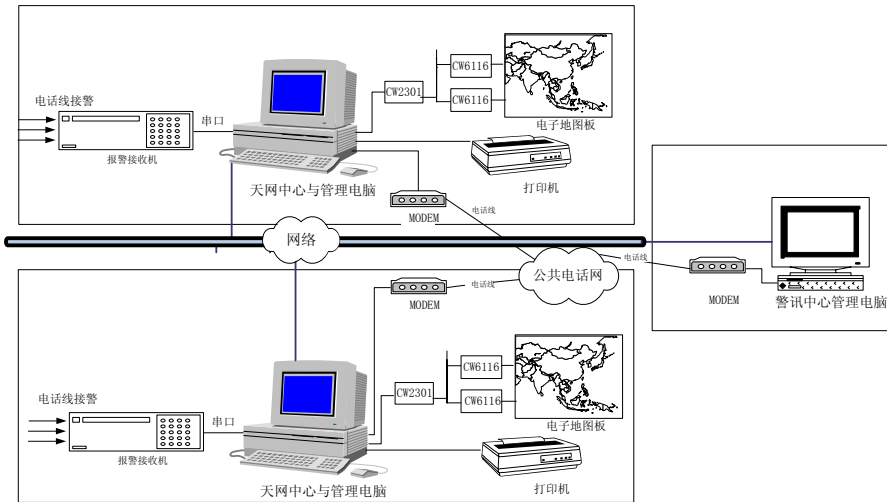 CW6116
CW2301
CW6116
电话线接警
串口
电子地图板
报警接收机
打印机
天网中心与管理电脑
MODEM
电话线
网络
电话线
公共电话网
电话线
MODEM
MODEM
警讯中心管理电脑
CW6116
CW2301
CW6116
电话线接警
串口
电子地图板
报警接收机
打印机
天网中心与管理电脑